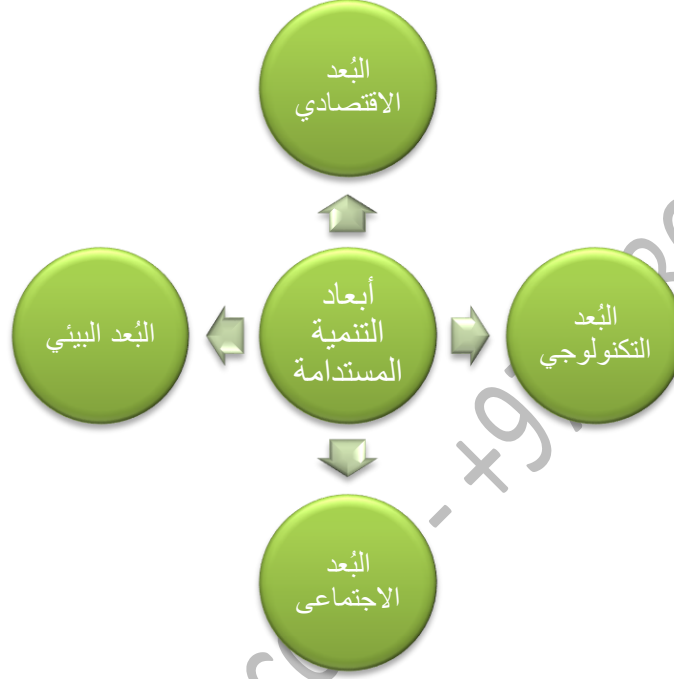 البُعد
الاقتصادي
أبعاد
التنمية
المستدامة
البُعد
التكنولوجي
البُعد البيئي
البُعد
الاجتماعى